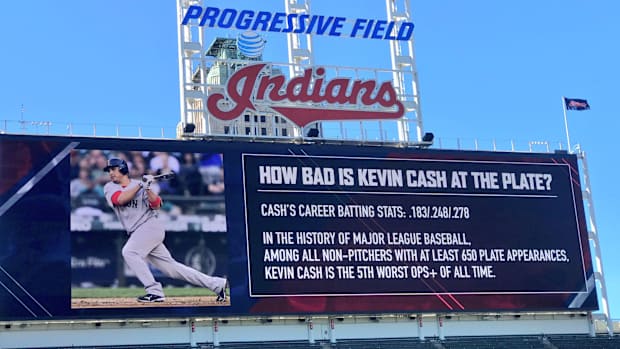 PROGRESSIVE FIELD
AT&T
Indians
HOW BAD IS KEVIN CASH AT THE PLATE?
CASH'S CAREER BATTING STATS: .183/.248/.278
IN THE HISTORY OF MAJOR LEAGUE BASEBALL,
AMONG ALL NON-PITCHERS WITH AT LEAST 650 PLATE APPEARANCES,
KEVIN CASH IS THE 5TH WORST OPS+ OF ALL TIME.